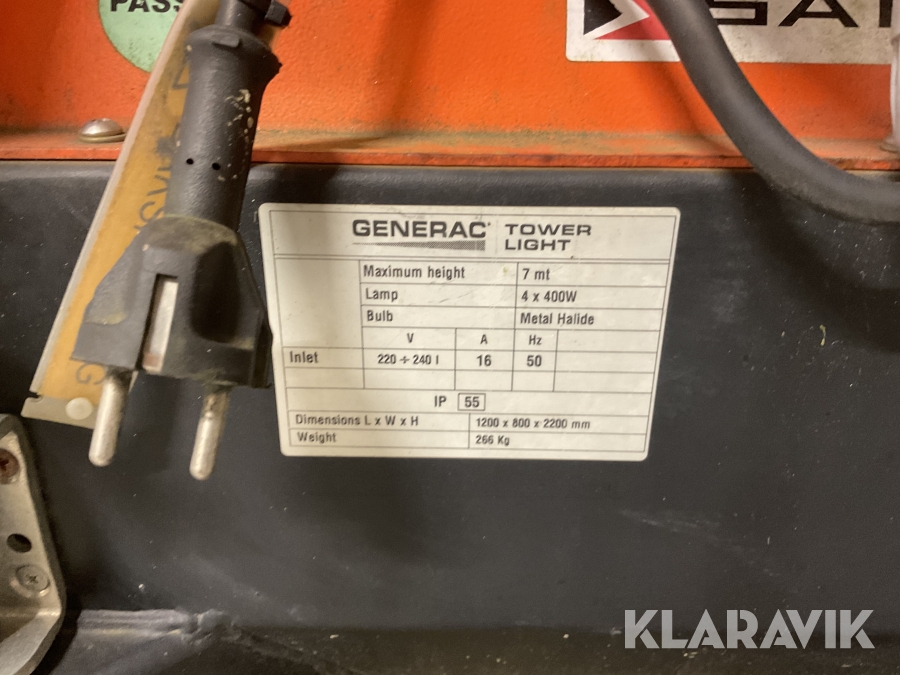 PASS
SAN
GENERAC TOWER LIGHT
Maximum height 7 mt
Lamp 4 x 400W
Bulb Metal Halide
V A Hz
Inlet 220 ÷ 240 I 16 50
IP 55
Dimensions L x W x H 1200 x 800 x 2200 mm
Weight 266 Kg
KLARAVIK